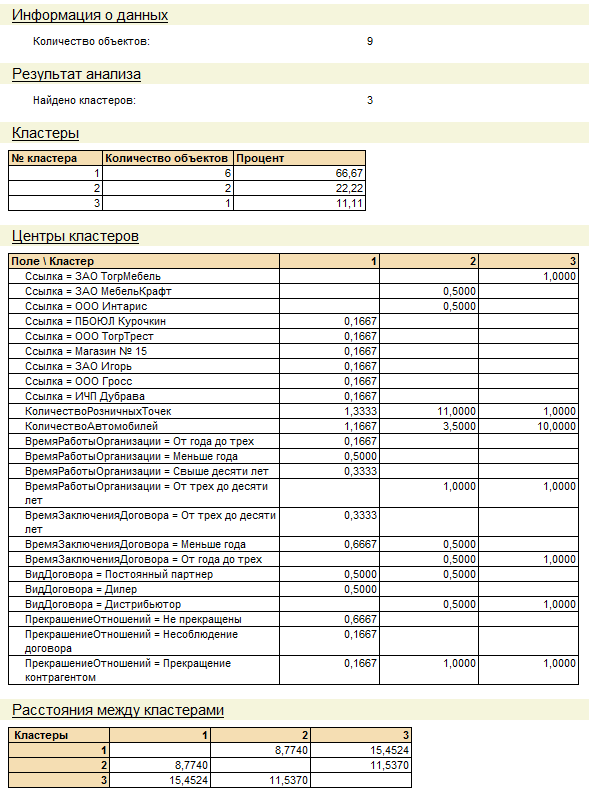 Информация о данных
Количество объектов: 9
Результат анализа
Найдено кластеров: 3
Кластеры
№ кластера Количество объектов Процент
1 6 66,67
2 2 22,22
3 1 11,11
Центры кластеров
Поле \ Кластер 1 2 3
Ссылка = ЗАО ТогрМебель 1,0000
Ссылка = ЗАО МебельКрафт 0,5000
Ссылка = ООО Интарис 0,5000
Ссылка = ПБОЮЛ Курочкин 0,1667
Ссылка = ООО ТогрТрест 0,1667
Ссылка = Магазин № 15 0,1667
Ссылка = ЗАО Игорь 0,1667
Ссылка = ООО Гросс 0,1667
Ссылка = ИЧП Дубрава 0,1667
КоличествоРозничныхТочек 1,3333 11,0000 1,0000
КоличествоАвтомобилей 1,1667 3,5000 10,0000
ВремяРаботыОрганизации = От года до трех 0,1667
ВремяРаботыОрганизации = Меньше года 0,5000
ВремяРаботыОрганизации = Свыше десяти лет 0,3333
ВремяРаботыОрганизации = От трех до десяти 1,0000 1,0000
лет
ВремяЗаключенияДоговора = От трех до десяти 0,3333
лет
ВремяЗаключенияДоговора = Меньше года 0,6667 0,5000
ВремяЗаключенияДоговора = От года до трех 0,5000 1,0000
ВидДоговора = Постоянный партнер 0,5000 0,5000
ВидДоговора = Дилер 0,5000
ВидДоговора = Дистрибьютор 0,5000 1,0000
ПрекрашениеОтношений = Не прекращены 0,6667
ПрекрашениеОтношений = Несоблюдение 0,1667
договора
ПрекрашениеОтношений = Прекращение 0,1667 1,0000 1,0000
контрагентом
Расстояния между кластерами
Кластеры 1 2 3
1 8,7740 15,4524
2 8,7740 11,5370
3 15,4524 11,5370